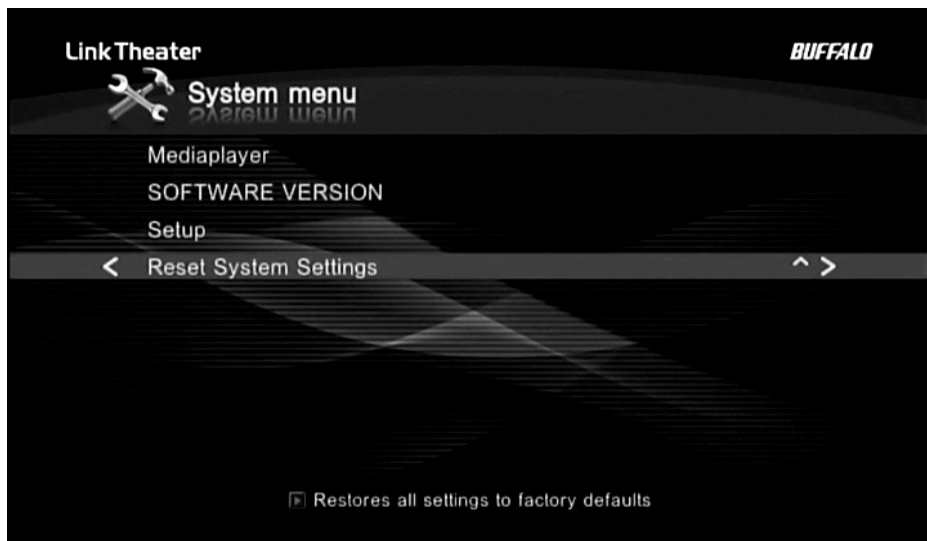 LinkTheater
BUFFALO
System menu
Mediaplayer
SOFTWARE VERSION
Setup
< Reset System Settings ^ >
Restores all settings to factory defaults